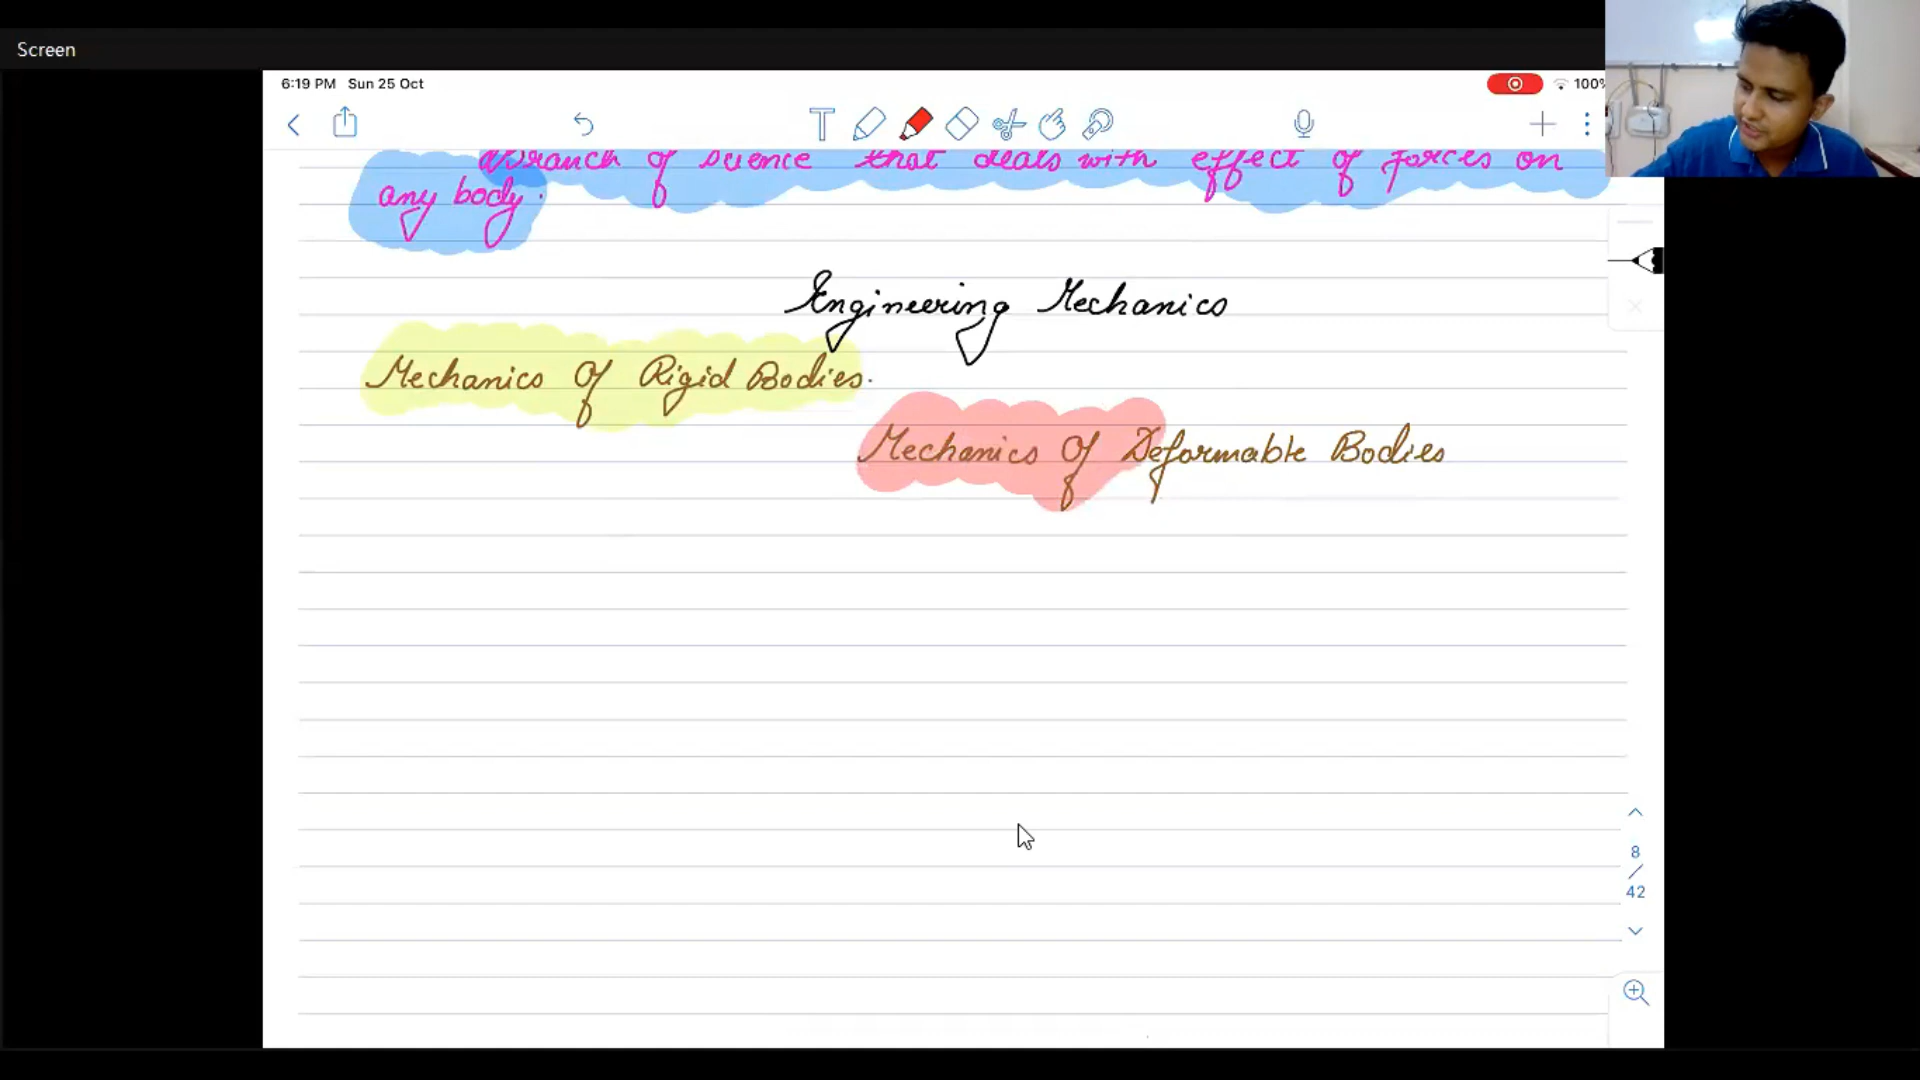 Screen
6:19 PM Sun 25 Oct
100%
T
branch of science that deals with effect of forces on
any body.
Engineering Mechanics
Mechanics Of Rigid Bodies.
Mechanics Of Deformable Bodies
8
/
42